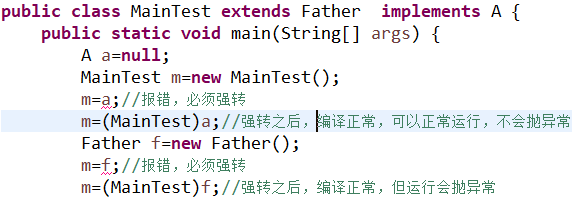 public class MainTest extends Father  implements A {
    public static void main(String[] args) {
        A a=null;
        MainTest m=new MainTest();
        m=a;//报错，必须强转
        m=(MainTest)a;//强转之后，编译正常，可以正常运行，不会抛异常
        Father f=new Father();
        m=f;//报错，必须强转
        m=(MainTest)f;//强转之后，编译正常，但运行会抛异常